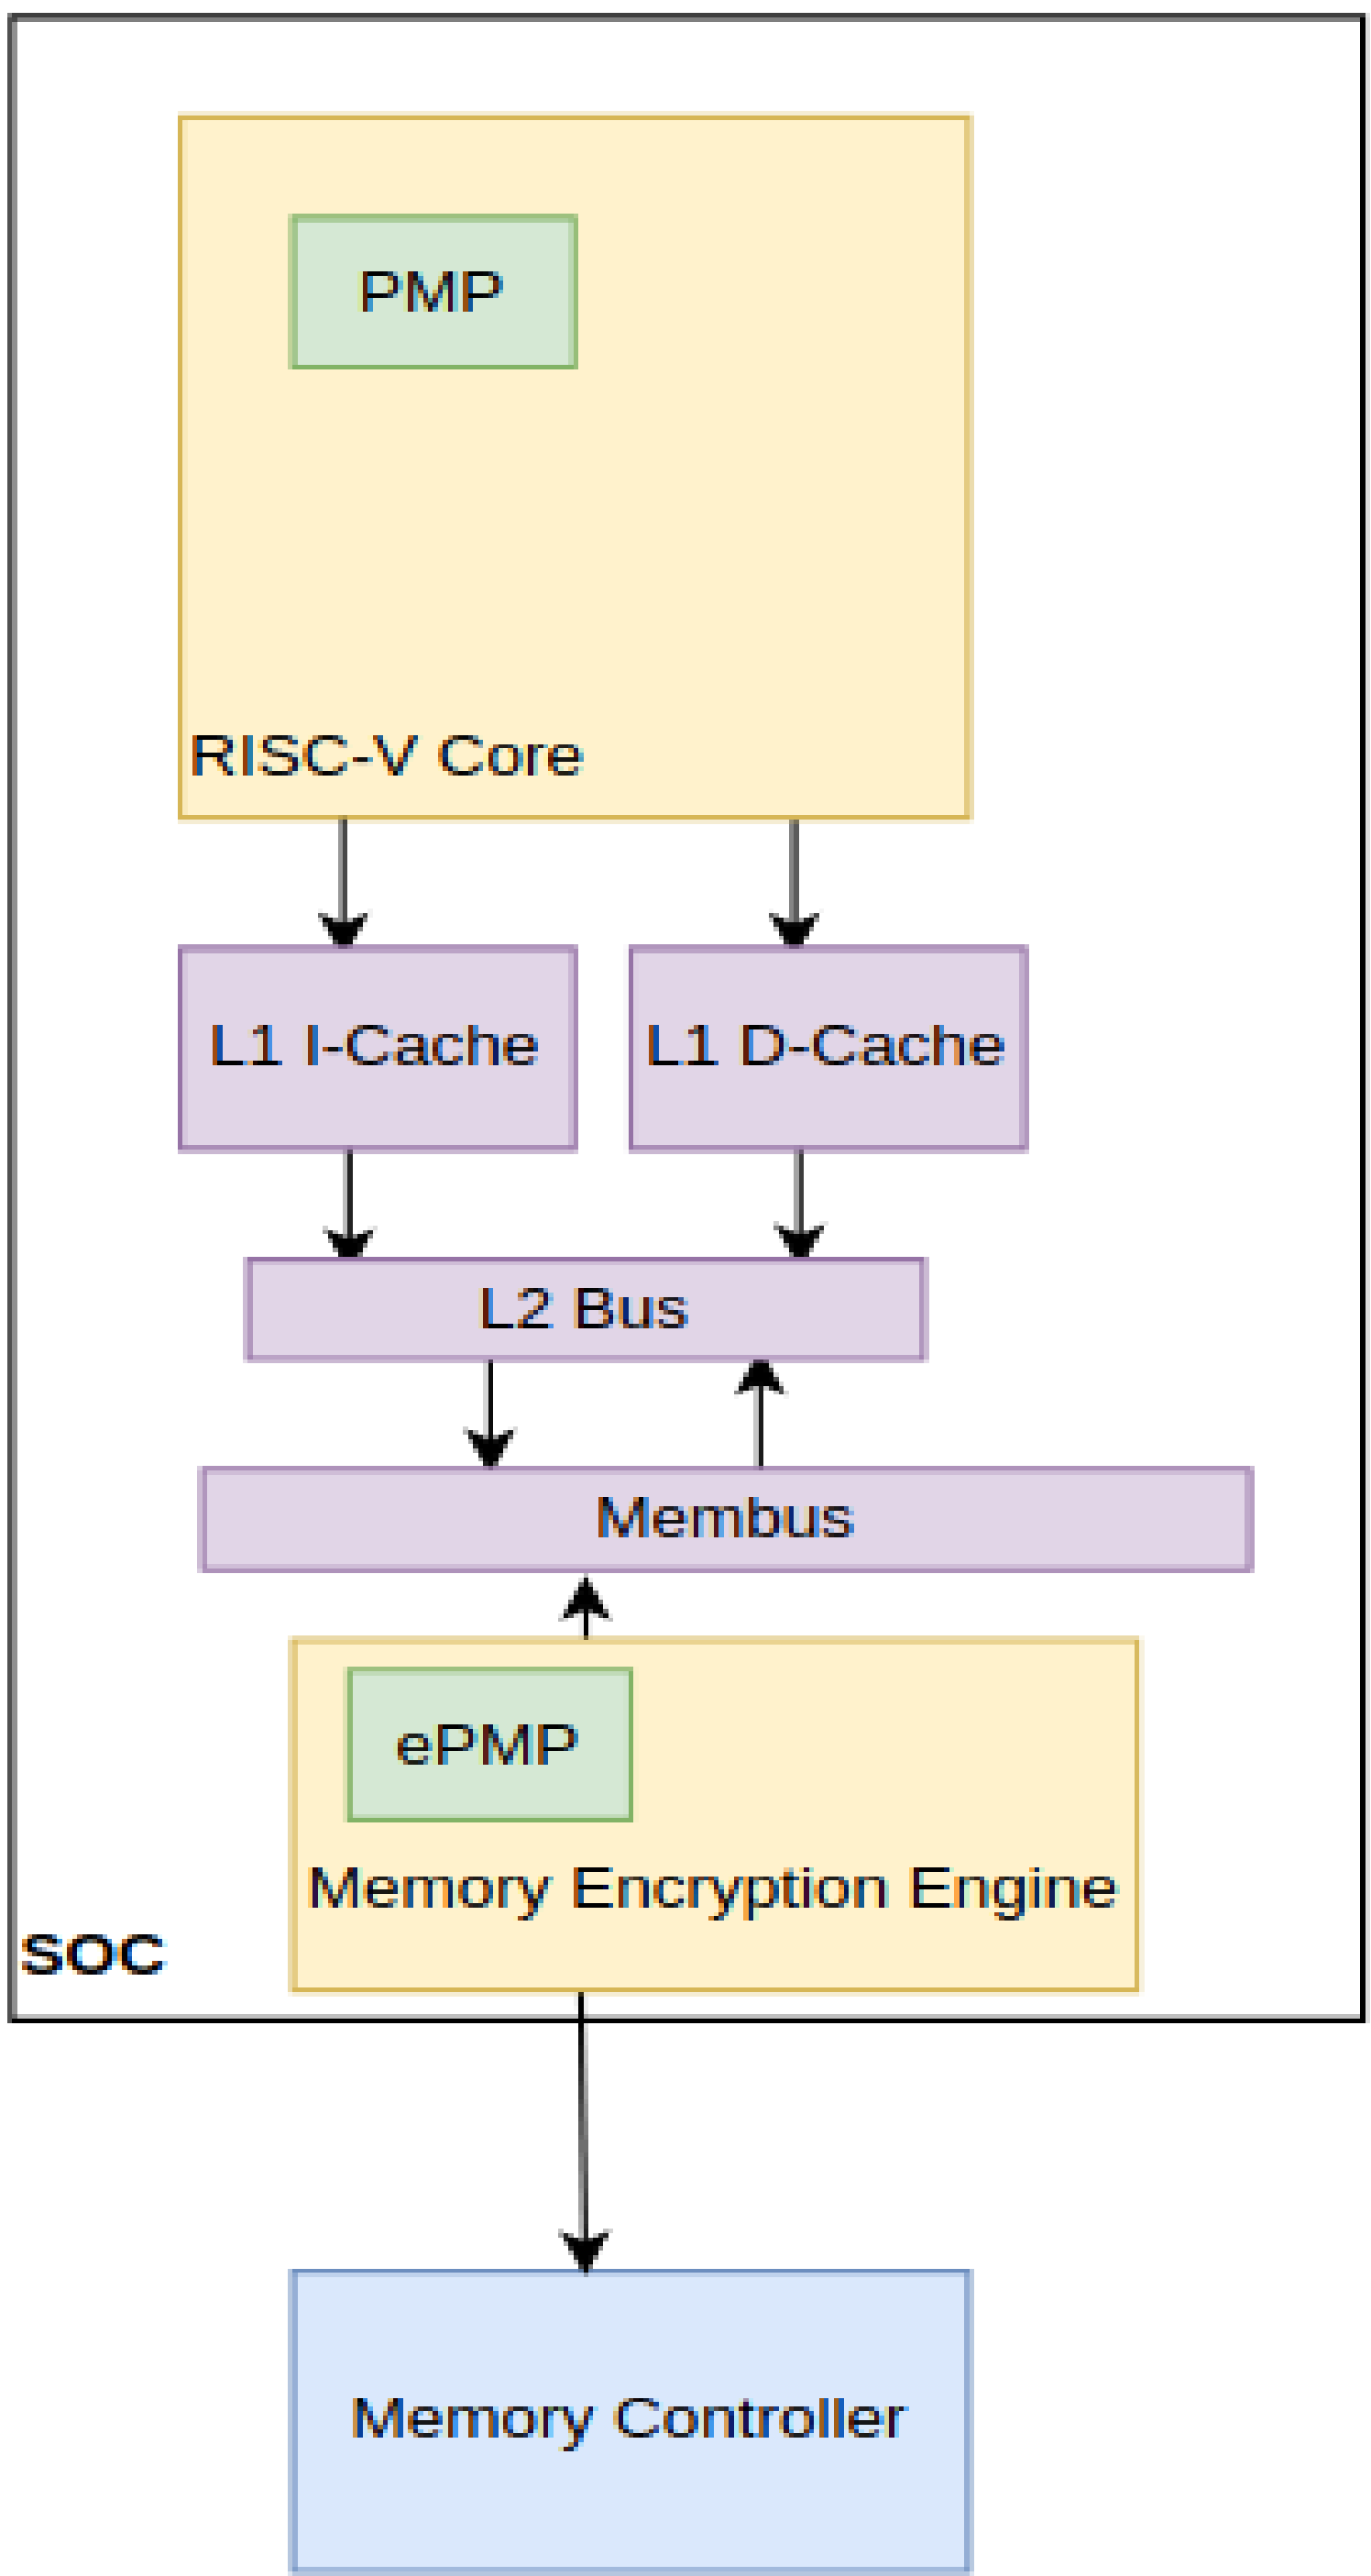 PMP
RISC-V Core
L1 I-Cache
L1 D-Cache
L2 Bus
Membus
ePMP
Memory Encryption Engine
SOC
Memory Controller